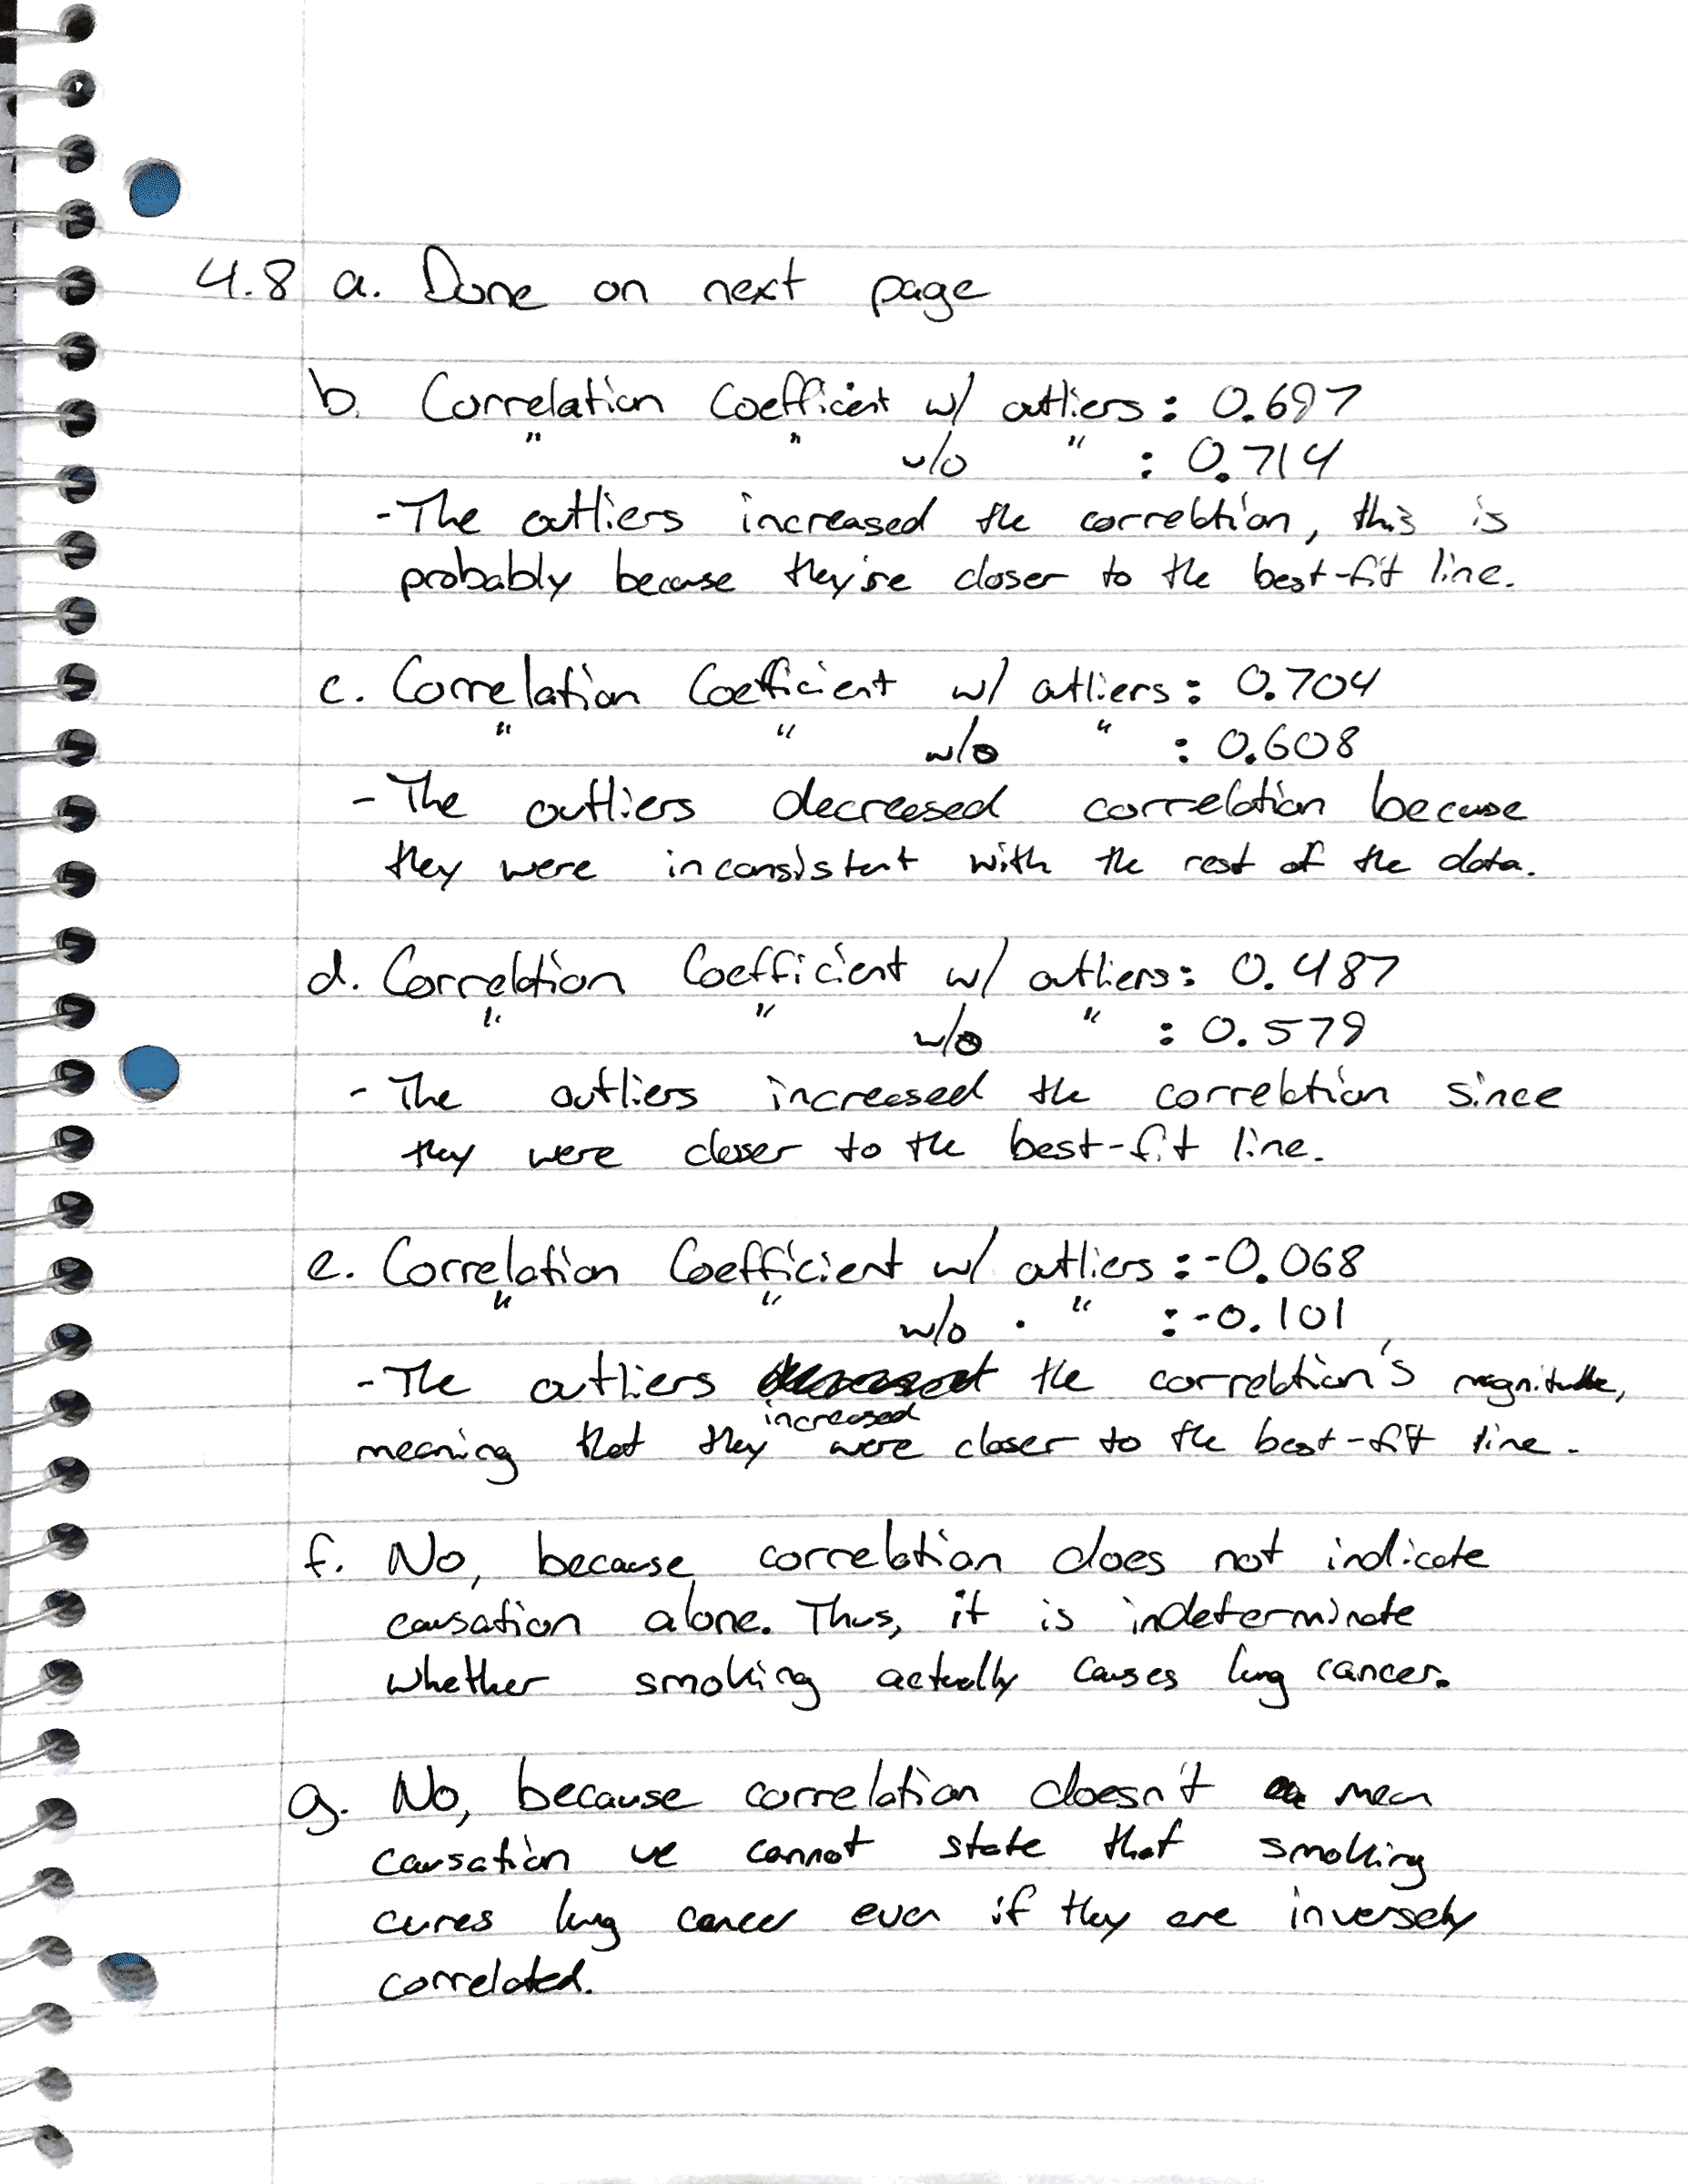 4.8 a. Done on next page
b. Correlation Coefficient w/ outliers: 0.697
" " w/o " : 0.714
- The outliers increased the correlation, this is
probably because they're closer to the best-fit line.
c. Correlation Coefficient w/ outliers: 0.704
" " w/o " : 0.608
- The outliers decreased correlation because
they were inconsistent with the rest of the data.
d. Correlation Coefficient w/ outliers: 0.487
" " w/o " : 0.579
- The outliers increased the correlation since
they were closer to the best-fit line.
e. Correlation Coefficient w/ outliers: -0.068
" " w/o " : -0.101
- The outliers increased the correlation's magnitude,
meaning that they were closer to the best-fit line.
f. No, because correlation does not indicate
causation alone. Thus, it is indeterminate
whether smoking actually causes lung cancer.
g. No, because correlation doesn't mean
causation we cannot state that smoking
cures lung cancer even if they are inversely
correlated.